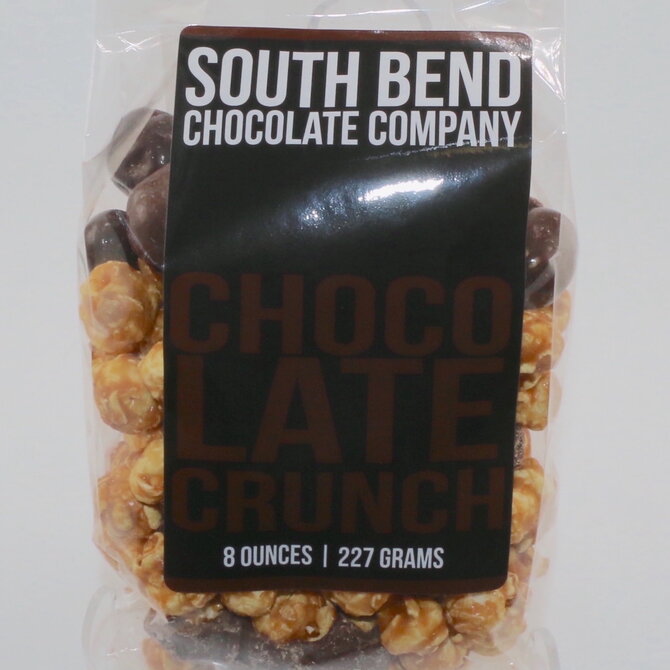 SOUTH BEND
CHOCOLATE COMPANY
CHOCO
LATE
CRUNCH
8 OUNCES | 227 GRAMS